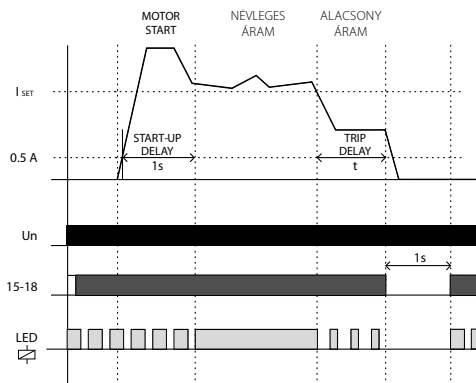 MOTOR
START
NÉVLEGES
ÁRAM
ALACSONY
ÁRAM
I SET
START-UP
DELAY
1s
TRIP
DELAY
t
0.5 A
Un
1s
15-18
LED